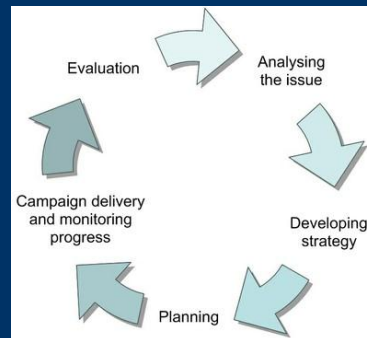 Evaluation
Analysing
the issue
Developing
strategy
Planning
Campaign delivery
and monitoring
progress